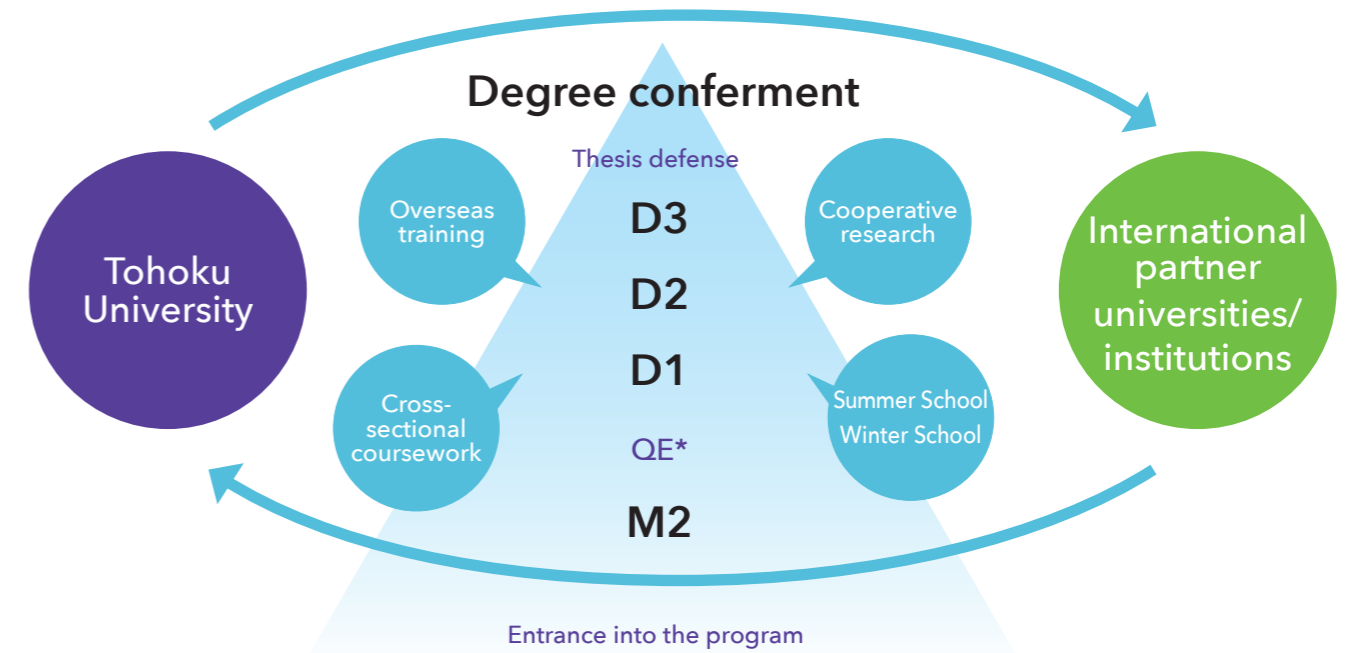 Degree conferment
Thesis defense
Overseas
training
D3
Cooperative
research
Tohoku
University
International
partner
universities/
institutions
D2
D1
Cross-
sectional
coursework
Summer School
Winter School
QE*
M2
Entrance into the program